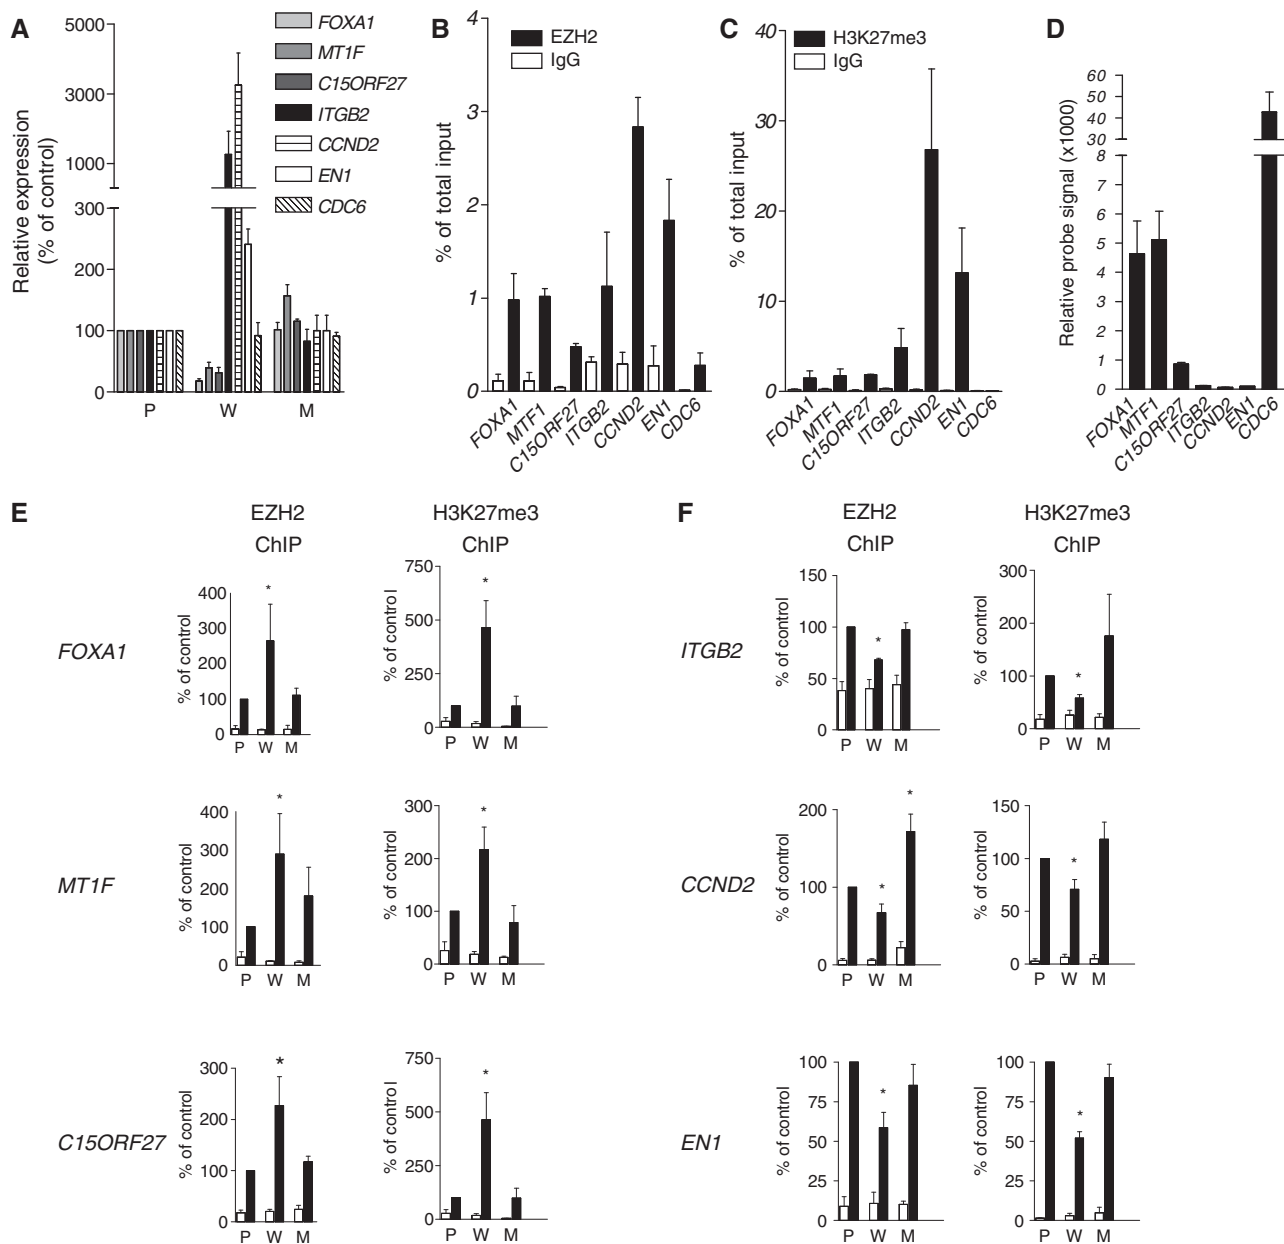 A
Relative expression
(% of control)
5000
3000
1000
300
200
100
0
P W M
FOXA1
MT1F
C15ORF27
ITGB2
CCND2
EN1
CDC6
B
% of total input
4
3
2
1
0
EZH2
IgG
FOXA1 MTF1 C15ORF27 ITGB2 CCND2 EN1 CDC6
C
% of total input
40
30
20
10
0
H3K27me3
IgG
FOXA1 MTF1 C15ORF27 ITGB2 CCND2 EN1 CDC6
D
Relative probe signal (x1000)
60
50
40
30
8
7
6
5
4
3
2
1
0
FOXA1 MTF1 C15ORF27 ITGB2 CCND2 EN1 CDC6
E
EZH2
ChIP
H3K27me3
ChIP
FOXA1
% of control
400
300
200
100
0
*
P W M
% of control
750
500
250
0
*
P W M
MT1F
% of control
400
300
200
100
0
*
P W M
% of control
300
200
100
0
*
P W M
C15ORF27
% of control
300
200
100
0
*
P W M
% of control
750
500
250
0
*
P W M
F
EZH2
ChIP
H3K27me3
ChIP
ITGB2
% of control
150
100
50
0
*
P W M
% of control
300
200
100
0
*
P W M
CCND2
% of control
200
100
0
* *
P W M
% of control
150
100
50
0
*
P W M
EN1
% of control
100
75
50
25
0
*
P W M
% of control
100
75
50
25
0
*
P W M